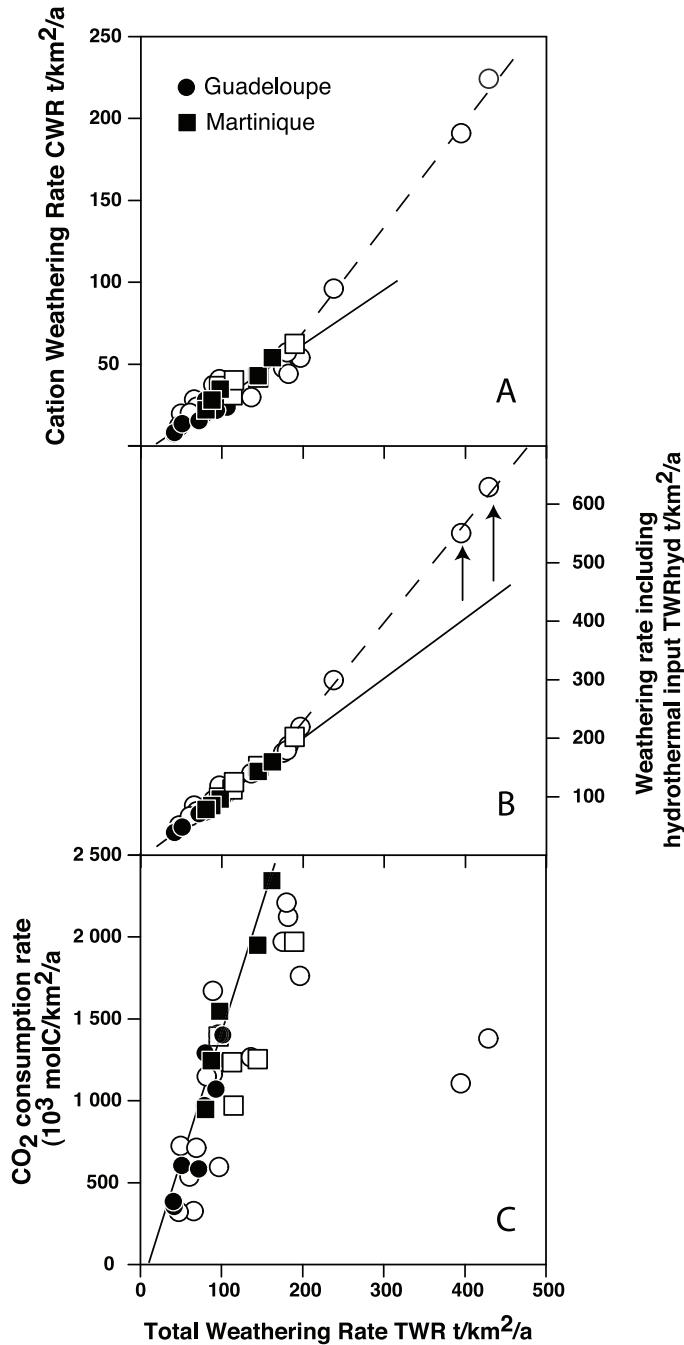 250
200
150
100
50
Cation Weathering Rate CWR t/km²/a
Guadeloupe
Martinique
A
600
500
400
300
200
100
Weathering rate including
hydrothermal input TWRhyd t/km²/a
B
2 500
2 000
1 500
1 000
500
0
CO₂ consumption rate
(10³ molC/km²/a
C
0
100
200
300
400
500
Total Weathering Rate TWR t/km²/a